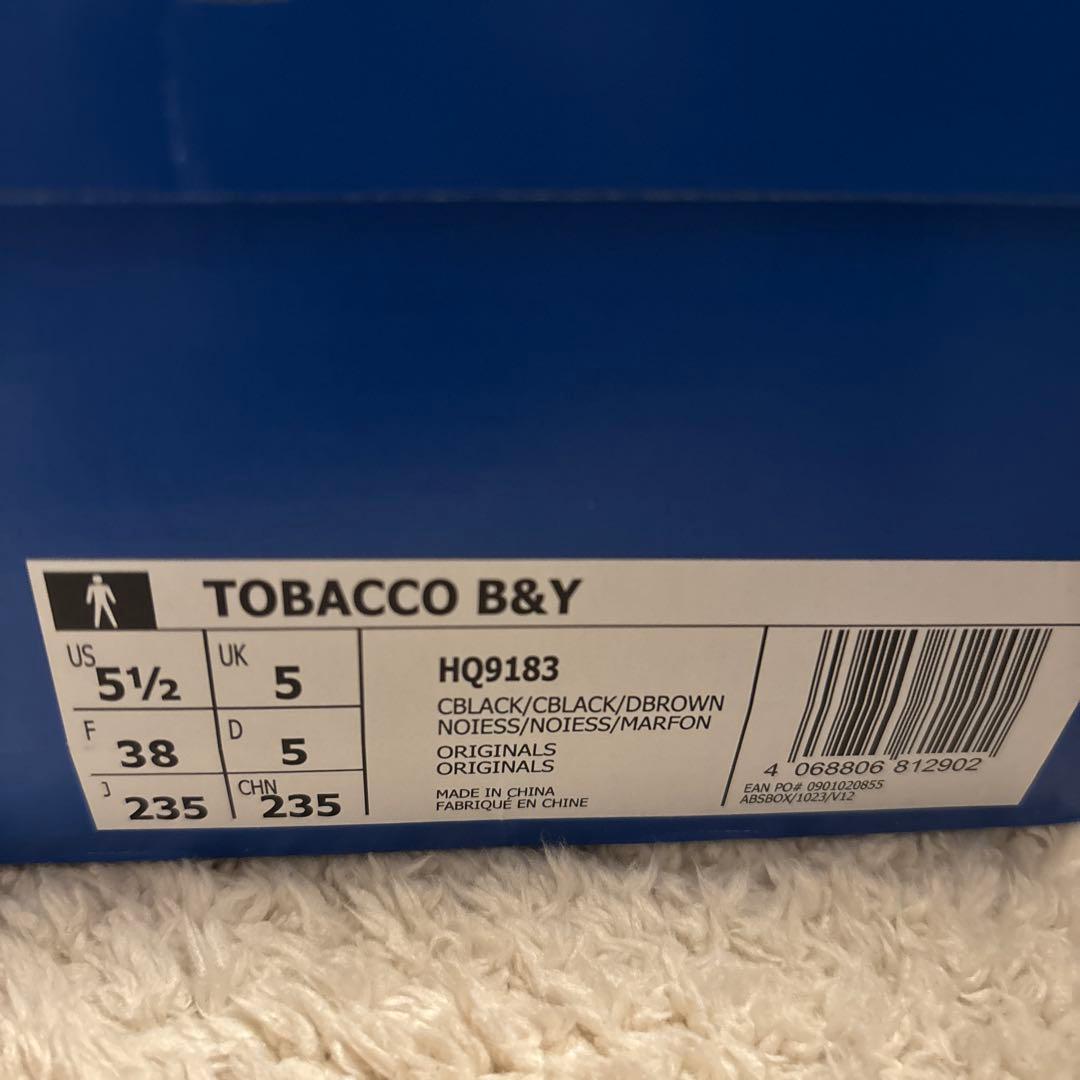 TOBACCO B&Y
US 5½ UK 5
F 38 D 5
J 235 CHN 235
HQ9183
CBLACK/CBLACK/DBROWN
NOIESS/NOIESS/MARFON
ORIGINALS
ORIGINALS
MADE IN CHINA
FABRIQUÉ EN CHINE
4 068806 812902
EAN PO# 0901020855
ABSBOX/1023/V12